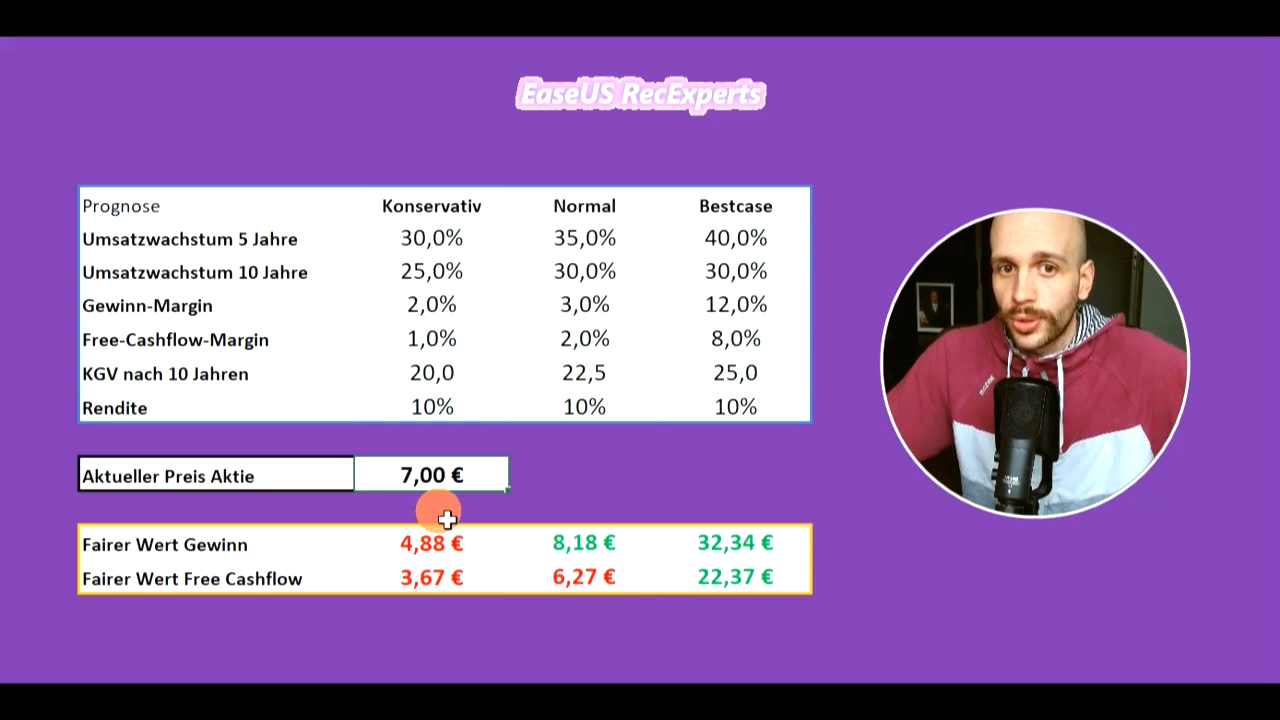 EaseUS RecExperts
Prognose Konservativ Normal Bestcase
Umsatzwachstum 5 Jahre 30,0% 35,0% 40,0%
Umsatzwachstum 10 Jahre 25,0% 30,0% 30,0%
Gewinn-Margin 2,0% 3,0% 12,0%
Free-Cashflow-Margin 1,0% 2,0% 8,0%
KGV nach 10 Jahren 20,0 22,5 25,0
Rendite 10% 10% 10%
Aktueller Preis Aktie 7,00 €
Fairer Wert Gewinn 4,88 € 8,18 € 32,34 €
Fairer Wert Free Cashflow 3,67 € 6,27 € 22,37 €